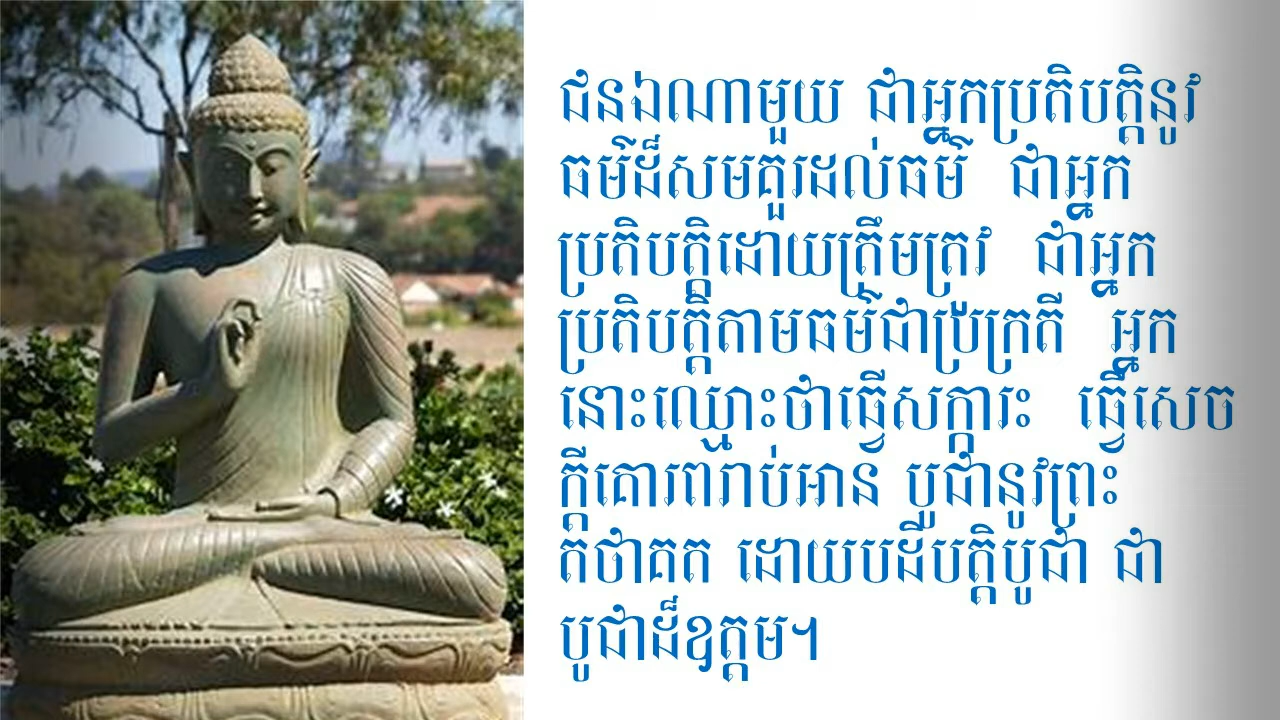 ជនឯណាមួយ ជាអ្នកប្រតិបត្តិនូវ
ធម៌ដ៏សមគួរដល់ធម៌ ជាអ្នក
ប្រតិបត្តិដោយត្រឹមត្រូវ ជាអ្នក
ប្រតិបត្តិតាមធម៌ជាប្រក្រតី អ្នក
នោះឈ្មោះថាធ្វើសក្ការះ ធ្វើសេច
ក្តីគោរពរាប់អាន បូជានូវព្រះ
តថាគត ដោយបដិបត្តិបូជា ជា
បូជាដ៏ឧត្តម។